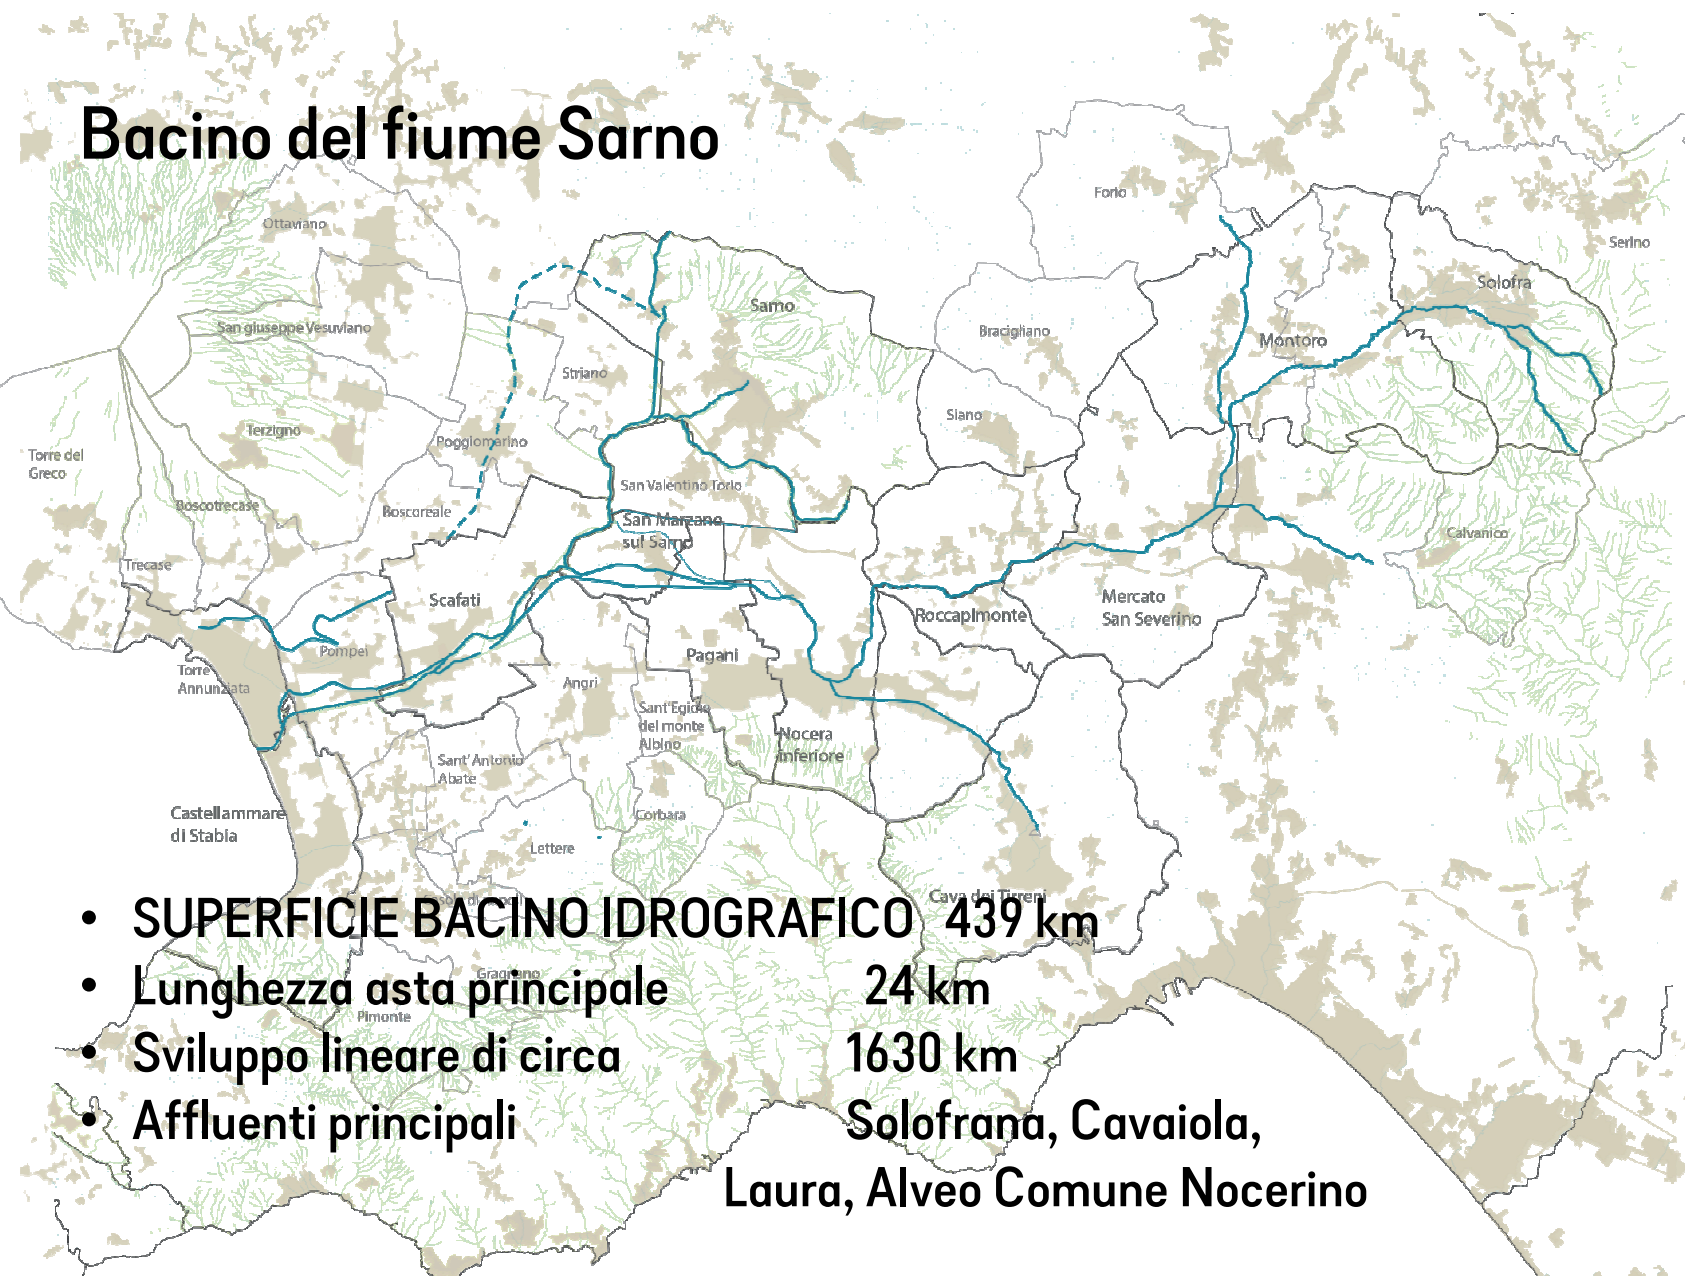 Bacino del fiume Sarno
Forio
Ottaviano
Serino
Solofra
Sarno
San giuseppe Vesuviano
Bracigliano
Montoro
Striano
Siano
Terzigno
Poggiomarino
Torre del
Greco
San Valentino Torio
Boscotrecase
Boscoreale
San Marzano
sul Sarno
Calvanico
Trecase
Scafati
Mercato
San Severino
Roccapimonte
Pompei
Pagani
Torre
Annunziata
Angri
Sant'Egidio
del monte
Albino
Nocera
inferiore
Sant'Antonio
Abate
Castellammare
di Stabia
Corbara
Lettere
Cava dei Tirreni
• SUPERFICIE BACINO IDROGRAFICO 439 km
Gragnano
• Lunghezza asta principale 24 km
Pimonte
• Sviluppo lineare di circa 1630 km
• Affluenti principali Solofrana, Cavaiola,
Laura, Alveo Comune Nocerino